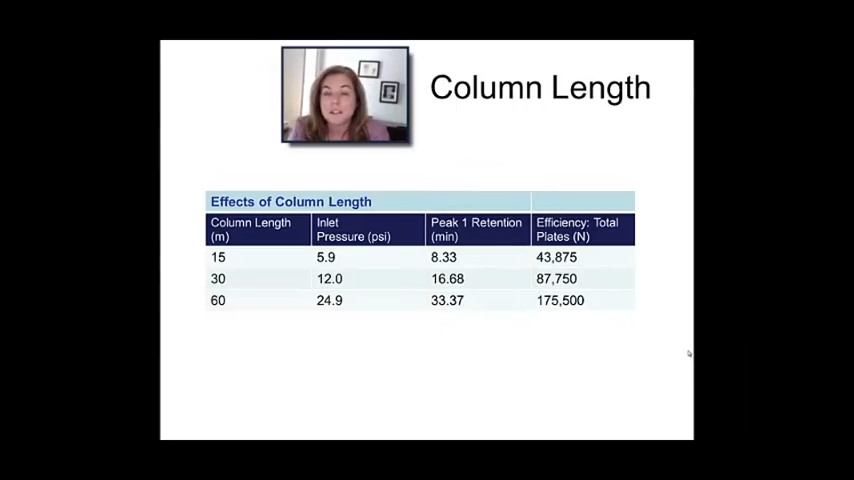 Column Length
Effects of Column Length
Column Length (m) Inlet Pressure (psi) Peak 1 Retention (min) Efficiency: Total Plates (N)
15 5.9 8.33 43,875
30 12.0 16.68 87,750
60 24.9 33.37 175,500